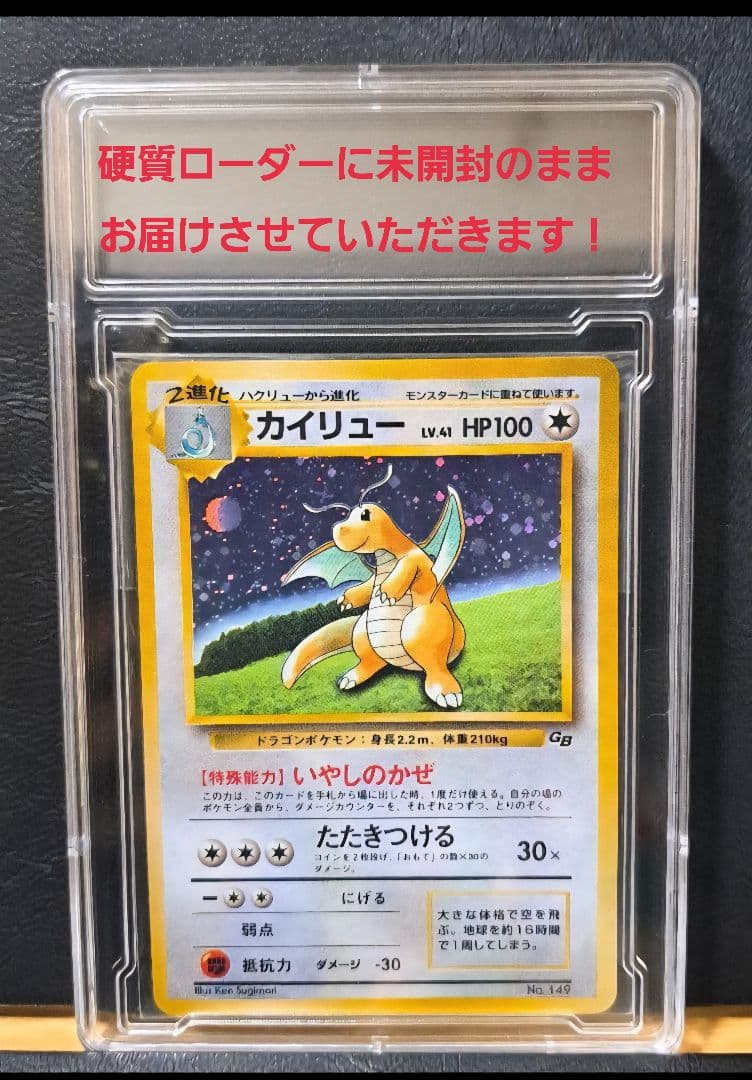 硬質ローダーに未開封のまま
お届けさせていただきます！
2進化 ハクリューから進化 モンスターカードに重ねて使います。
カイリュー LV.41 HP100
ドラゴンポケモン：身長2.2m、体重210kg GB
【特殊能力】いやしのかぜ
この力は、このカードを手札から場に出した時、1度だけ使える。自分の場の
ポケモン全員から、ダメージカウンターを、それぞれ2つずつ、とりのぞく。
たたきつける 30×
コインを2枚投げ、「おもて」の数×30の
ダメージ。
ー にげる
弱点
抵抗力 ダメージ -30
大きな体格で空を飛
ぶ。地球を約16時間
で1周してしまう。
Illus Ken Sugimori No. 149